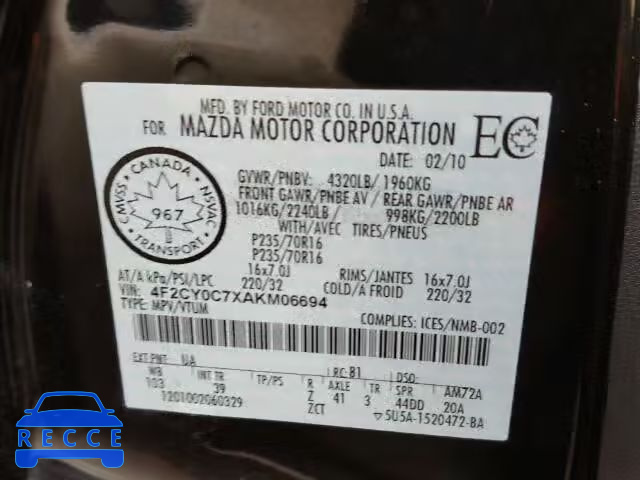 MFD. BY FORD MOTOR CO. IN U.S.A.
FOR MAZDA MOTOR CORPORATION
EC
DATE: 02/10
CANADA
CMVSS NSVAC
967
TRANSPORT
GVWR/PNBV: 4320LB/ 1960KG
FRONT GAWR/PNBE AV / REAR GAWR/PNBE AR
1016KG/2240LB / 998KG/2200LB
WITH/AVEC TIRES/PNEUS
P235/70R16
P235/70R16
16x7.0J RIMS/JANTES 16x7.0J
AT/A kPa/PSI/LPC 220/32 COLD/A FROID 220/32
VIN: 4F2CY0C7XAKM06694
TYPE: MPV/VTUM COMPLIES: ICES/NMB-002
EXT PNT: UA RC: B1 DSO:
WB INT TR TP/PS R AXLE TR SPR AM72A
103 39 Z 41 3 44DD 20A
1201002060329 ZCT ▽5U5A-1520472-BA
RECCE